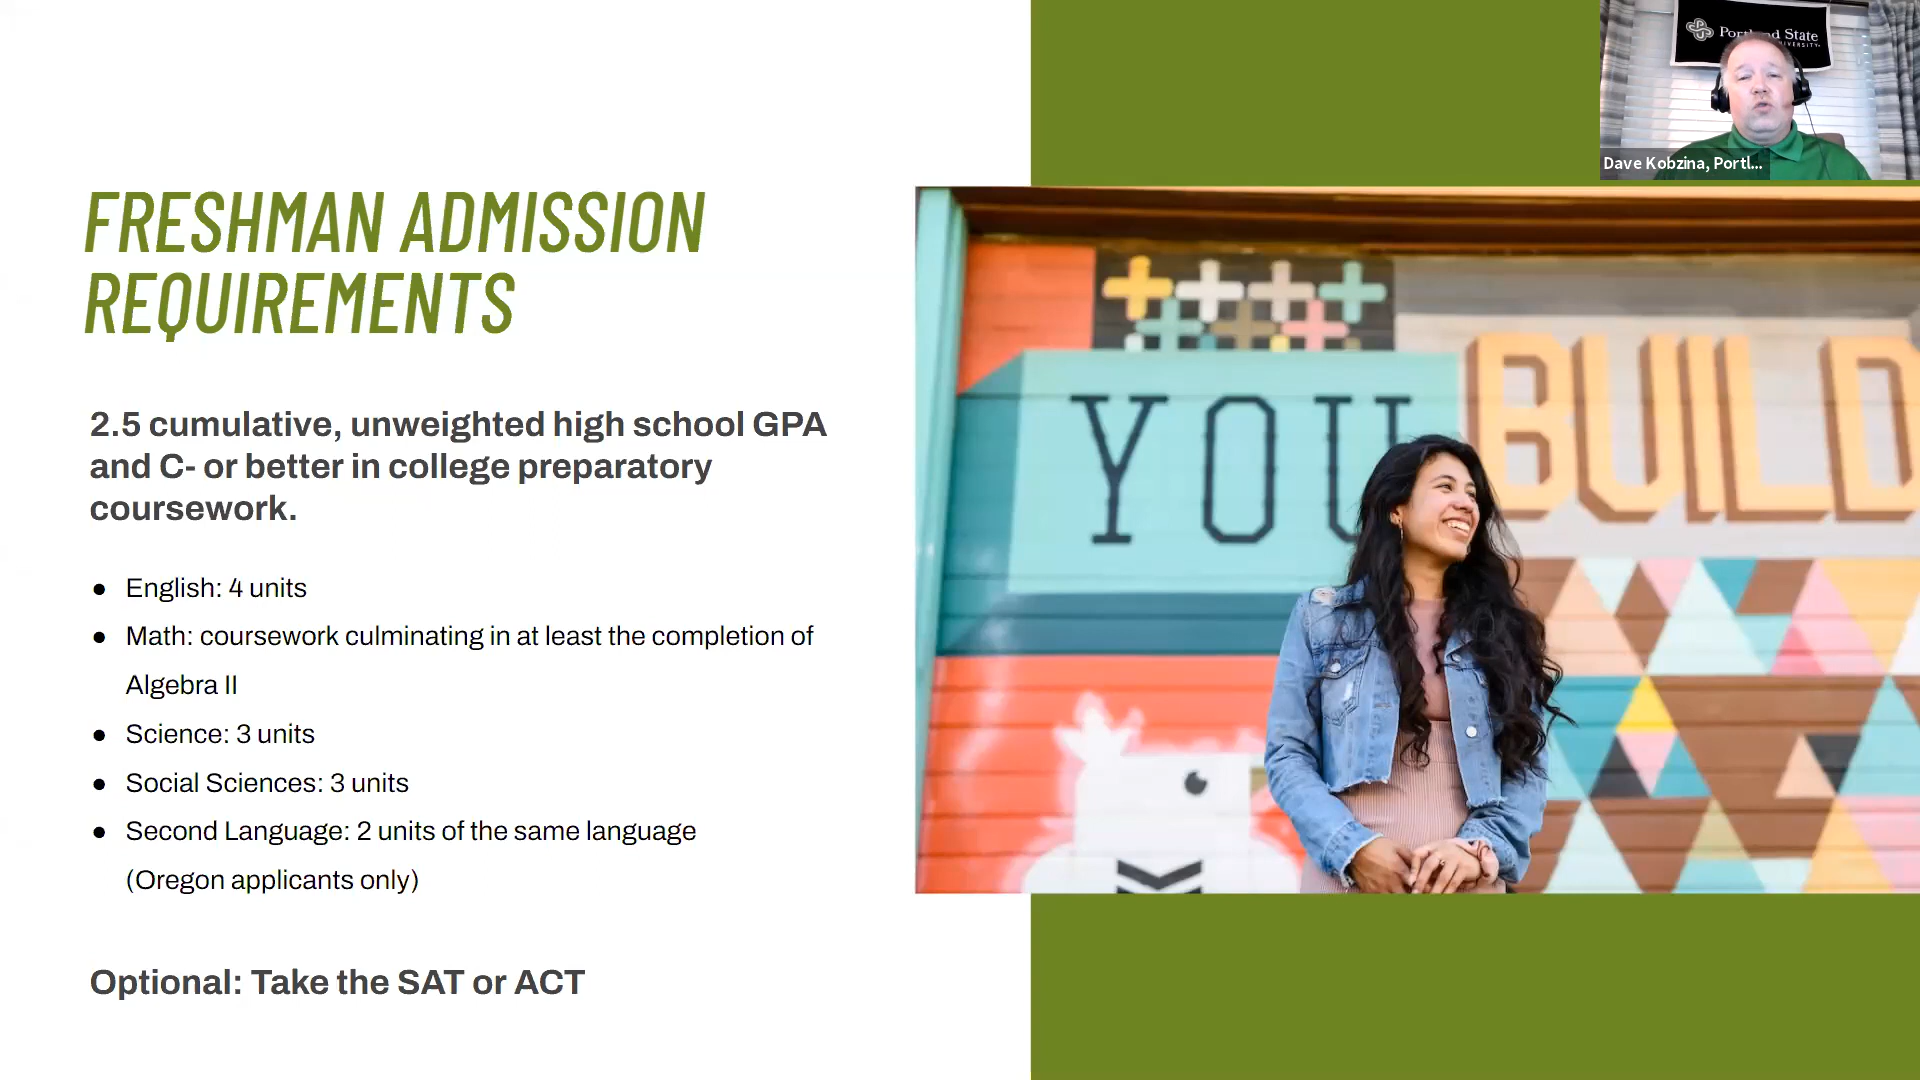 FRESHMAN ADMISSION
REQUIREMENTS
2.5 cumulative, unweighted high school GPA
and C- or better in college preparatory
coursework.
● English: 4 units
● Math: coursework culminating in at least the completion of
Algebra II
● Science: 3 units
● Social Sciences: 3 units
● Second Language: 2 units of the same language
(Oregon applicants only)
Optional: Take the SAT or ACT
YOU
BUILD
State
Dave Kobzina, Portl...